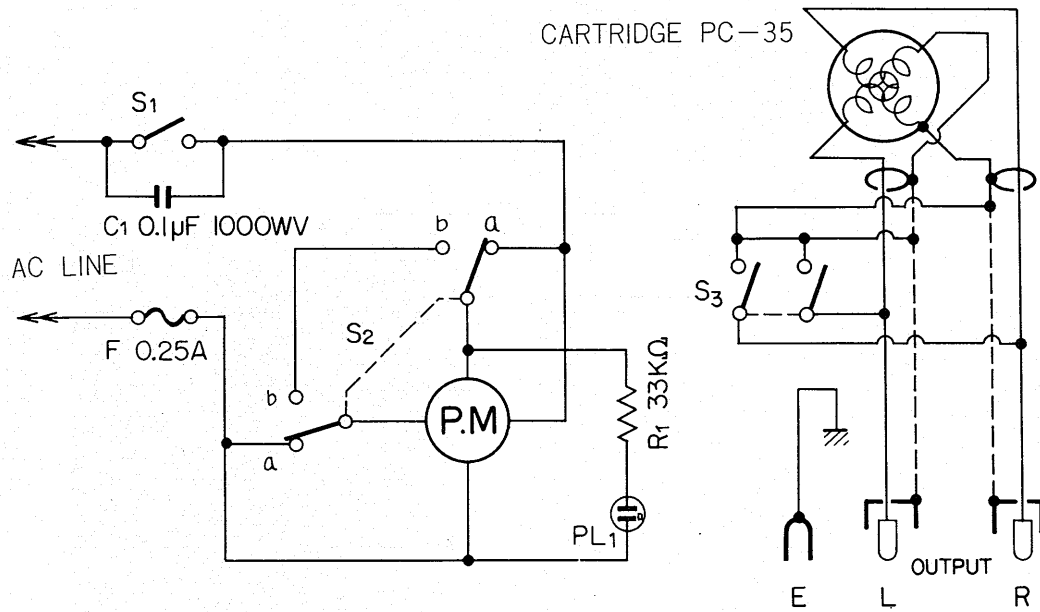 CARTRIDGE PC-35
S1
C1 0.1μF 1000WV
b a
AC LINE
S3
S2
F 0.25A
R1 33KΩ
b
P.M
a
PL1
OUTPUT
E L R